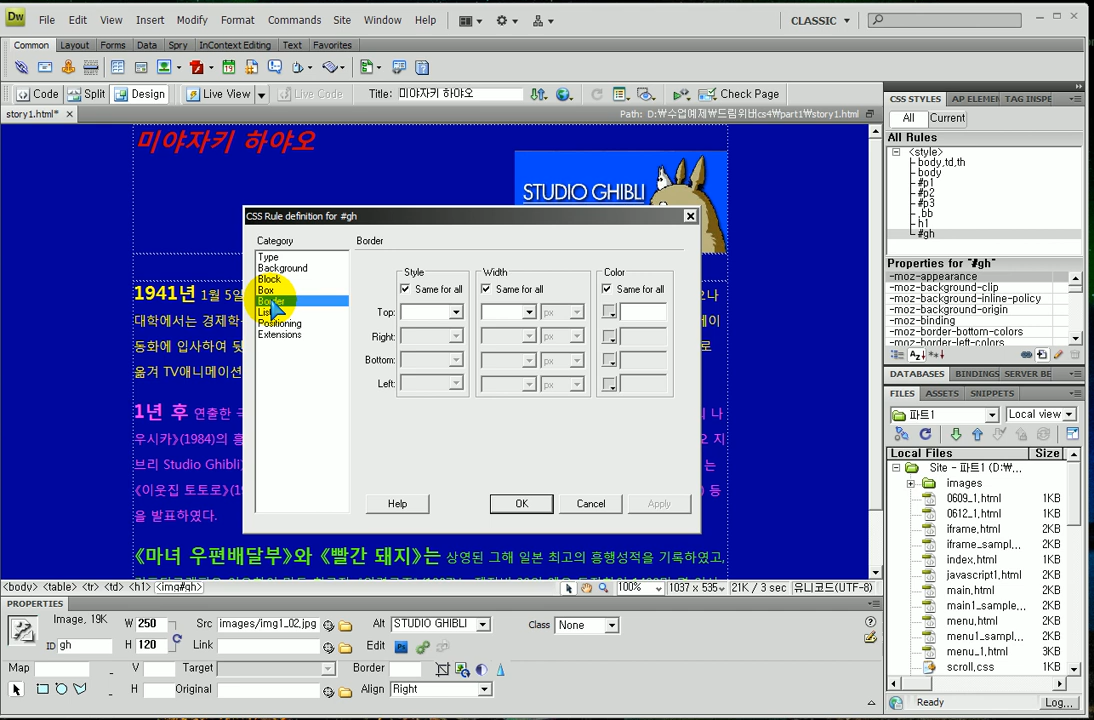 Dw File Edit View Insert Modify Format Commands Site Window Help CLASSIC
Common Layout Forms Data Spry InContext Editing Text Favorites
Code Split Design Live View Live Code Title: 미야자키 하야오 Check Page
story1.html* Path: D:₩수업예제₩드림위버cs4₩part1₩story1.html
미야자키 하야오
STUDIO GHIBLI
1941년 1월 5일
오나
대학에서는 경제학
동화에 입사하여 뒷
로
옮겨 TV애니메이션
1년 후 연출한
의 나
우시카》(1984)의 흥
오 지
브리 Studio Ghibli)
는
《이웃집 토토로》(19
등
을 발표하였다.
《마녀 우편배달부》와 《빨간 돼지》는 상영된 그해 일본 최고의 흥행성적을 기록하였고,
CSS Rule definition for #gh
Category
Type
Background
Block
Box
Border
List
Positioning
Extensions
Border
Style Width Color
Same for all Same for all Same for all
Top: px
Right: px
Bottom: px
Left: px
Help OK Cancel Apply
<body> <table> <tr> <td> <h1> <img#gh> 100% 1037 x 535 21K / 3 sec 유니코드(UTF-8)
PROPERTIES
Image, 19K W 250 Src images/img1_02.jpg Alt STUDIO GHIBLI Class None
ID gh H 120 Link Edit
Map V Target Border
H Original Align Right
CSS STYLES AP ELEMEN TAG INSPE
All Current
All Rules
<style>
body,td,th
body
#p1
#p2
#p3
.bb
h1
#gh
Properties for "#gh"
-moz-appearance
-moz-background-clip
-moz-background-inline-policy
-moz-background-origin
-moz-binding
-moz-border-bottom-colors
-moz-border-left-colors
DATABASES BINDINGS SERVER BE
FILES ASSETS SNIPPETS
파트1 Local view
Local Files Size
Site - 파트1 (D:₩...
images
0609_1.html 1KB
0612_1.html 1KB
iframe.html 2KB
iframe_sampl... 2KB
index.html 1KB
javascript1.html 1KB
main.html 1KB
main1_sample... 1KB
menu.html 1KB
menu1_sampl... 1KB
menu_1.html 3KB
scroll.css 1KB
Ready Log...